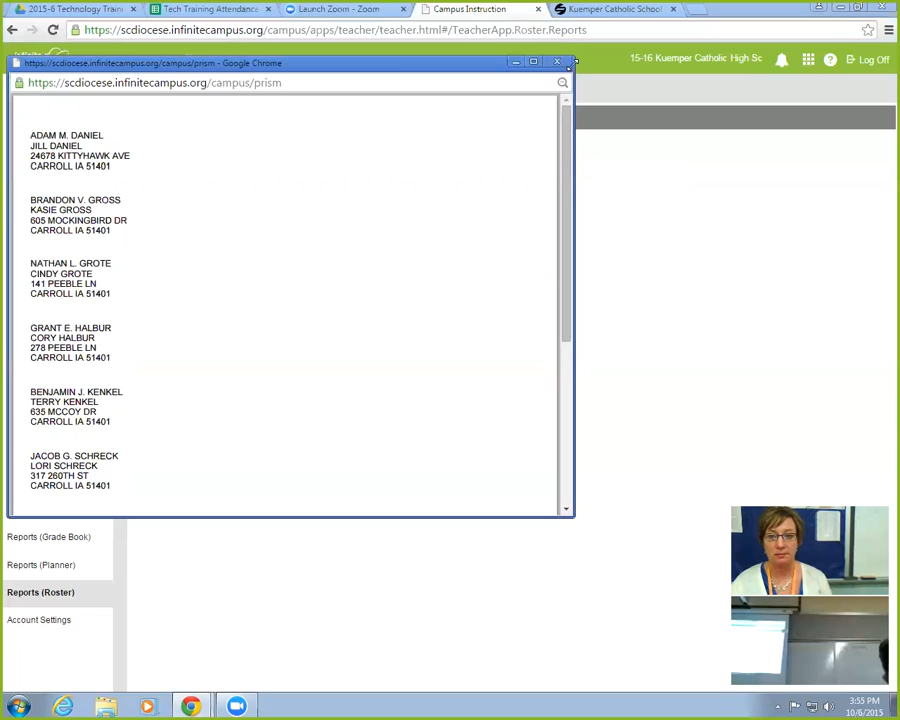 2015-6 Technology Traini
Tech Training Attendance
Launch Zoom - Zoom
Campus Instruction
Kuemper Catholic School
https://scdiocese.infinitecampus.org/campus/apps/teacher/teacher.html#/TeacherApp.Roster.Reports
15-16 Kuemper Catholic High S
Log Off
https://scdiocese.infinitecampus.org/campus/prism - Google Chrome
https://scdiocese.infinitecampus.org/campus/prism
ADAM M. DANIEL
JILL DANIEL
24678 KITTYHAWK AVE
CARROLL IA 51401
BRANDON V. GROSS
KASIE GROSS
605 MOCKINGBIRD DR
CARROLL IA 51401
NATHAN L. GROTE
CINDY GROTE
141 PEEBLE LN
CARROLL IA 51401
GRANT E. HALBUR
CORY HALBUR
278 PEEBLE LN
CARROLL IA 51401
BENJAMIN J. KENKEL
TERRY KENKEL
635 MCCOY DR
CARROLL IA 51401
JACOB G. SCHRECK
LORI SCHRECK
317 260TH ST
CARROLL IA 51401
Reports (Grade Book)
Reports (Planner)
Reports (Roster)
Account Settings
3:55 PM
10/6/2015